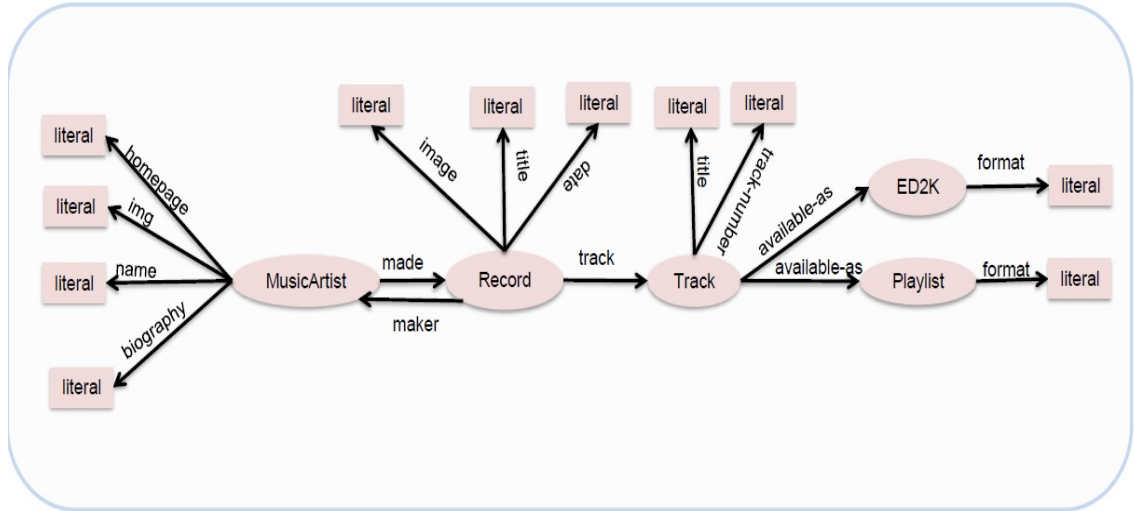 literal
literal
literal
literal
literal
literal
homepage
image
title
date
title
track-number
literal
img
available-as
ED2K
format
literal
literal
name
MusicArtist
made
Record
track
Track
available-as
Playlist
format
literal
maker
biography
literal